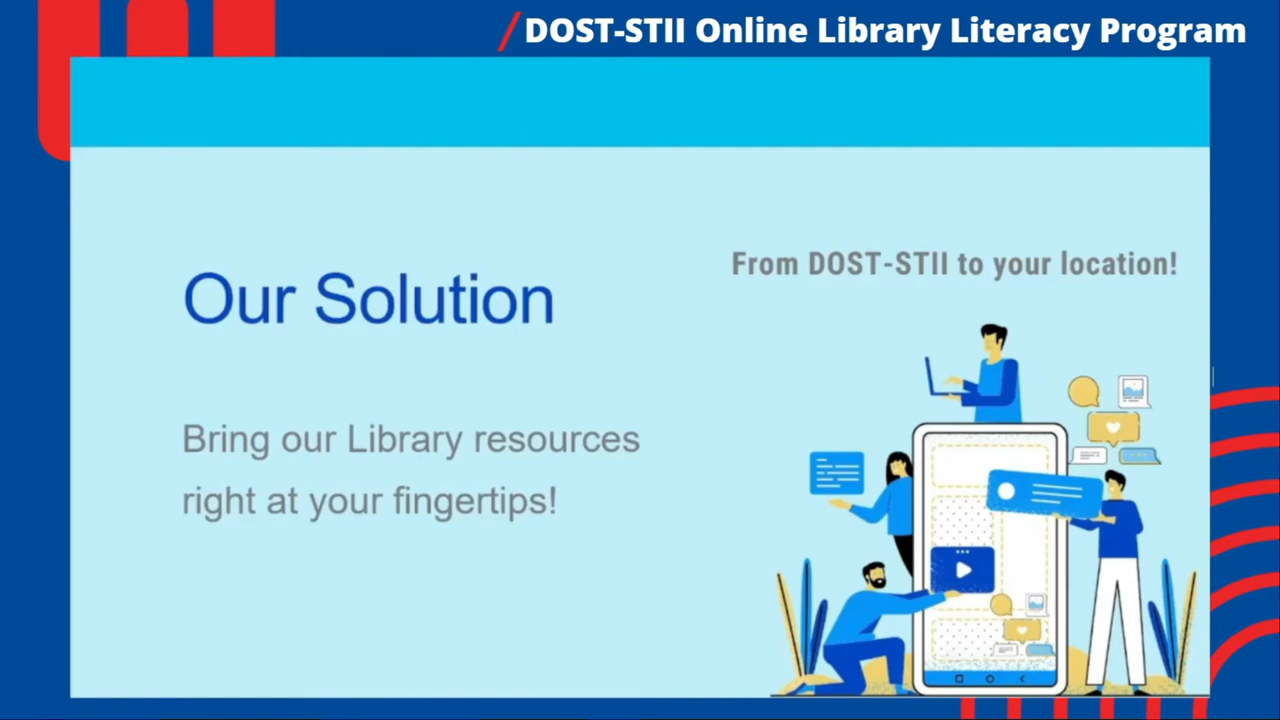 /DOST-STII Online Library Literacy Program
From DOST-STII to your location!
Our Solution
Bring our Library resources
right at your fingertips!